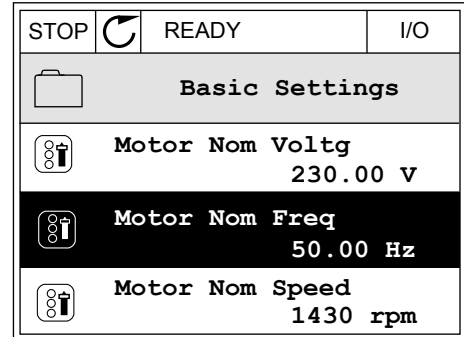 STOP READY I/O
Basic Settings
Motor Nom Voltg
230.00 V
Motor Nom Freq
50.00 Hz
Motor Nom Speed
1430 rpm